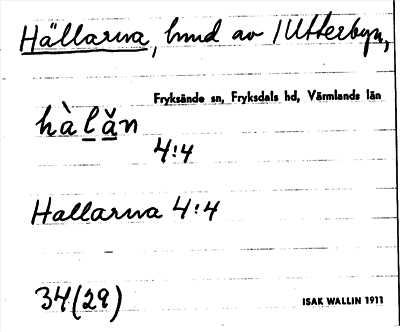 Hällarna, hmd av Utterbyn,
Fryksände sn, Fryksdals hd, Värmlands län
hàlăn
4:4
Hallarna 4:4
34(29)
ISAK WALLIN 1911